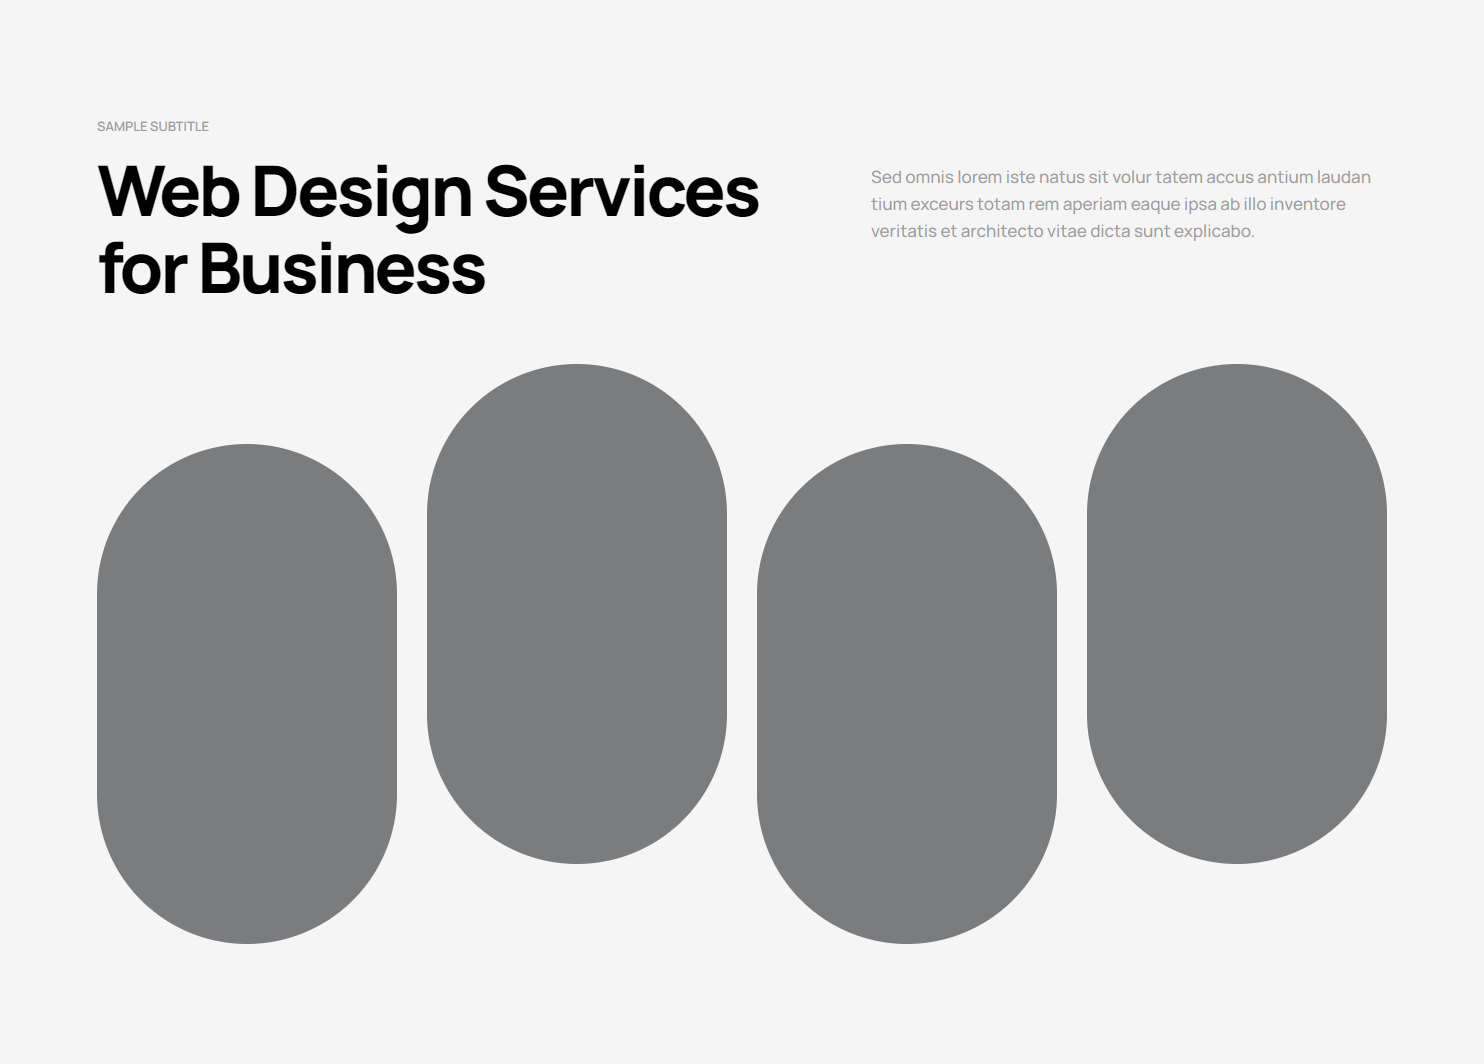 SAMPLE SUBTITLE
Web Design Services
for Business
Sed omnis lorem iste natus sit volur tatem accus antium laudan
tium exceurs totam rem aperiam eaque ipsa ab illo inventore
veritatis et architecto vitae dicta sunt explicabo.